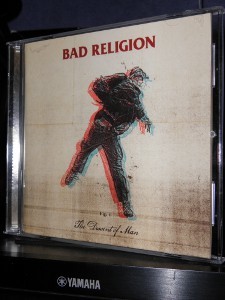 BAD RELIGION
The Dissent of Man
YAMAHA